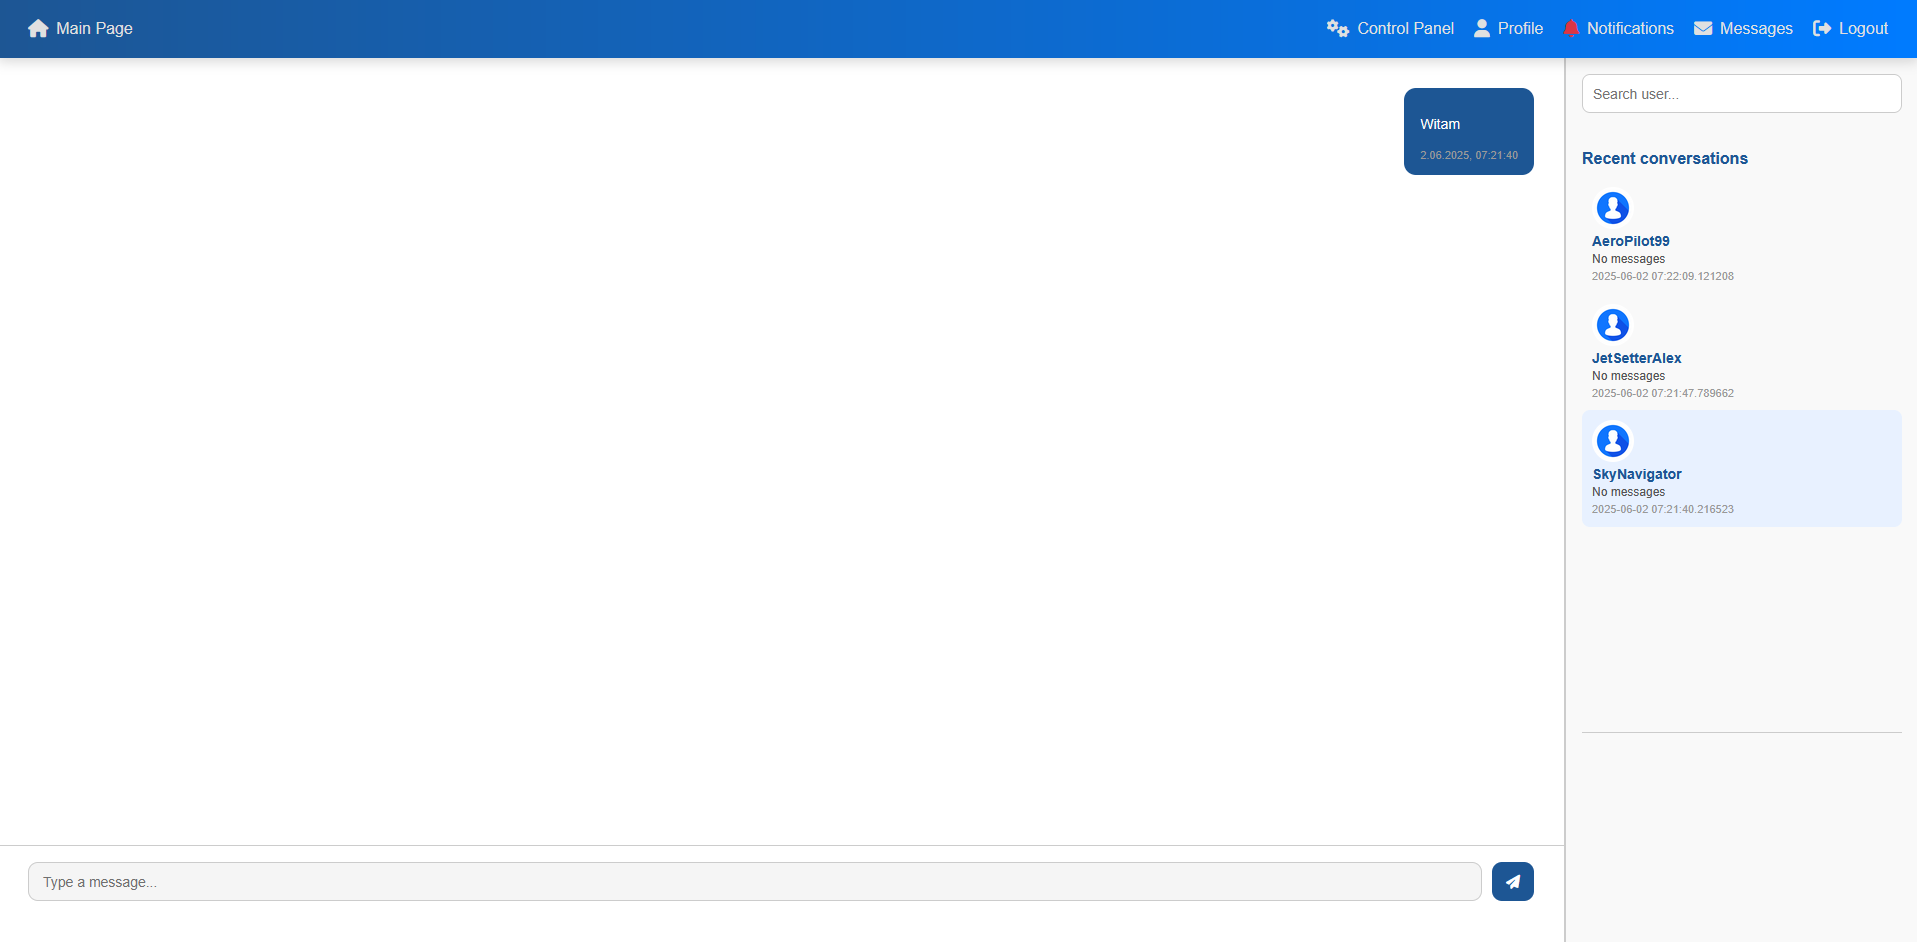 Main Page
Control Panel
Profile
Notifications
Messages
Logout
Witam
2.06.2025, 07:21:40
Type a message...
Search user...
Recent conversations
AeroPilot99
No messages
2025-06-02 07:22:09.121208
JetSetterAlex
No messages
2025-06-02 07:21:47.789662
SkyNavigator
No messages
2025-06-02 07:21:40.216523